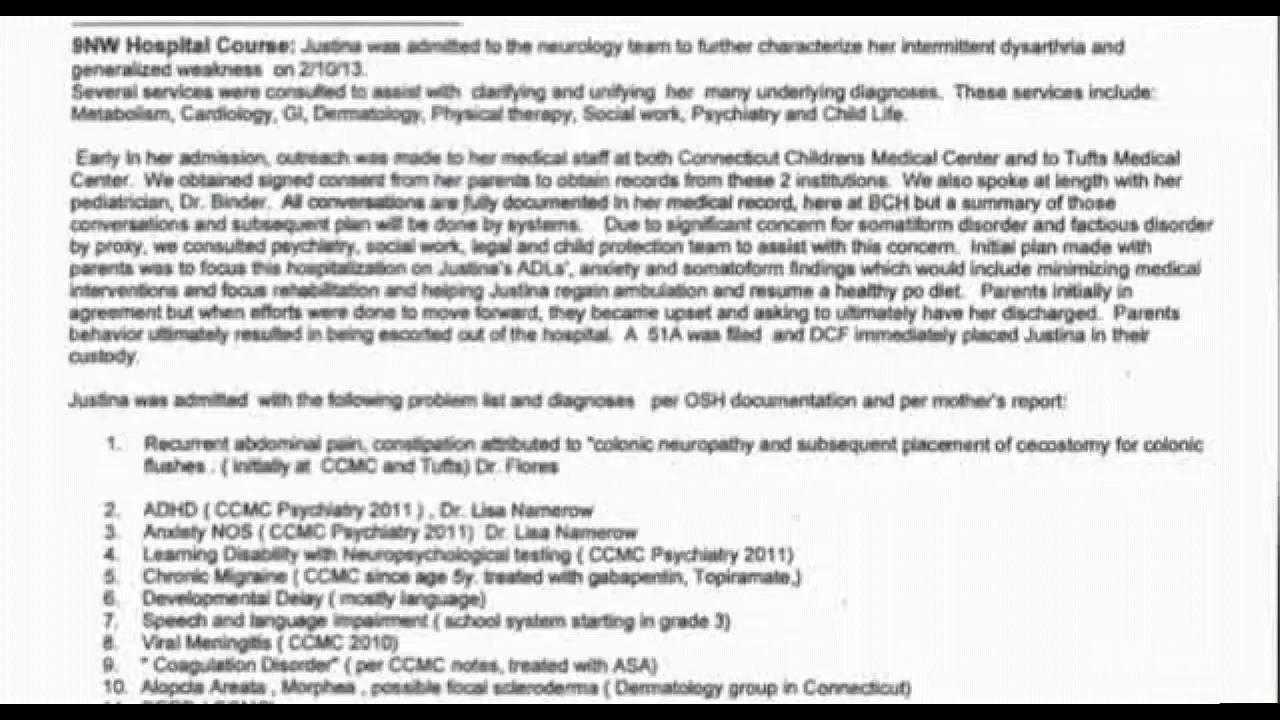 9NW Hospital Course: Justina was admitted to the neurology team to further characterize her intermittent dysarthria and
generalized weakness on 2/10/13.
Several services were consulted to assist with clarifying and unifying her many underlying diagnoses. These services include:
Metabolism, Cardiology, GI, Dermatology, Physical therapy, Social work, Psychiatry and Child Life.
Early in her admission, outreach was made to her medical staff at both Connecticut Childrens Medical Center and to Tufts Medical
Center. We obtained signed consent from her parents to obtain records from these 2 institutions. We also spoke at length with her
pediatrician, Dr. Binder. All conversations are fully documented in her medical record, here at BCH but a summary of those
conversations and subsequent plan will be done by systems. Due to significant concern for somatiform disorder and factious disorder
by proxy, we consulted psychiatry, social work, legal and child protection team to assist with this concern. Initial plan made with
parents was to focus this hospitalization on Justina's ADLs', anxiety and somatoform findings which would include minimizing medical
interventions and focus rehabilitation and helping Justina regain ambulation and resume a healthy po diet. Parents initially in
agreement but when efforts were done to move forward, they became upset and asking to ultimately have her discharged. Parents
behavior ultimately resulted in being escorted out of the hospital. A 51A was filed and DCF immediately placed Justina in their
custody.
Justina was admitted with the following problem list and diagnoses per OSH documentation and per mother's report:
1. Recurrent abdominal pain, constipation attributed to "colonic neuropathy and subsequent placement of cecostomy for colonic
flushes . ( initially at CCMC and Tufts) Dr. Flores
2. ADHD ( CCMC Psychiatry 2011 ) , Dr. Lisa Namerow
3. Anxiety NOS ( CCMC Psychiatry 2011) Dr. Lisa Namerow
4. Learning Disability with Neuropsychological testing ( CCMC Psychiatry 2011)
5. Chronic Migraine ( CCMC since age 5y. treated with gabapentin, Topiramate,)
6. Developmental Delay ( mostly language)
7. Speech and language impairment ( school system starting in grade 3)
8. Viral Meningitis ( CCMC 2010)
9. " Coagulation Disorder" ( per CCMC notes, treated with ASA)
10. Alopcia Areata , Morphea , possible focal scleroderma ( Dermatology group in Connecticut)